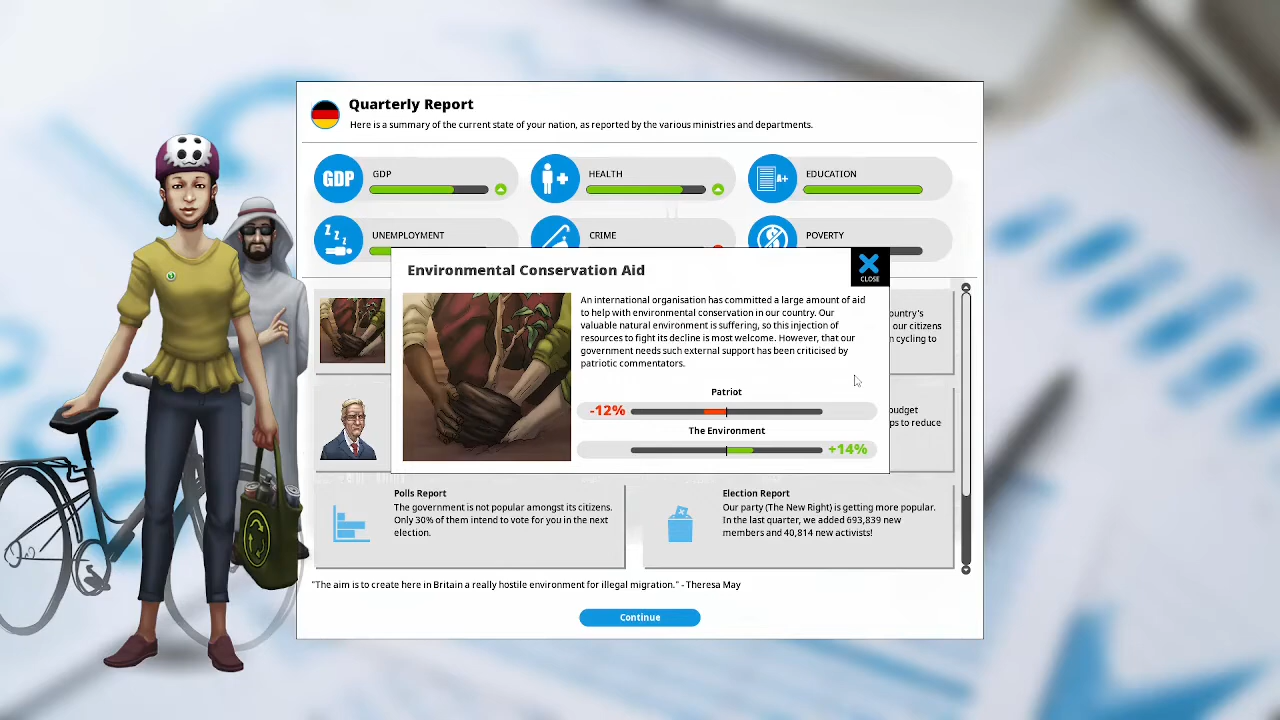 Quarterly Report
Here is a summary of the current state of your nation, as reported by the various ministries and departments.
GDP
GDP
HEALTH
A+
EDUCATION
UNEMPLOYMENT
CRIME
POVERTY
Environmental Conservation Aid
CLOSE
An international organisation has committed a large amount of aid
to help with environmental conservation in our country. Our
valuable natural environment is suffering, so this injection of
resources to fight its decline is most welcome. However, that our
government needs such external support has been criticised by
patriotic commentators.
Patriot
-12%
The Environment
+14%
ountry's
our citizens
cycling to
budget
ps to reduce
Polls Report
The government is not popular amongst its citizens.
Only 30% of them intend to vote for you in the next
election.
Election Report
Our party (The New Right) is getting more popular.
In the last quarter, we added 693,839 new
members and 40,814 new activists!
"The aim is to create here in Britain a really hostile environment for illegal migration." - Theresa May
Continue